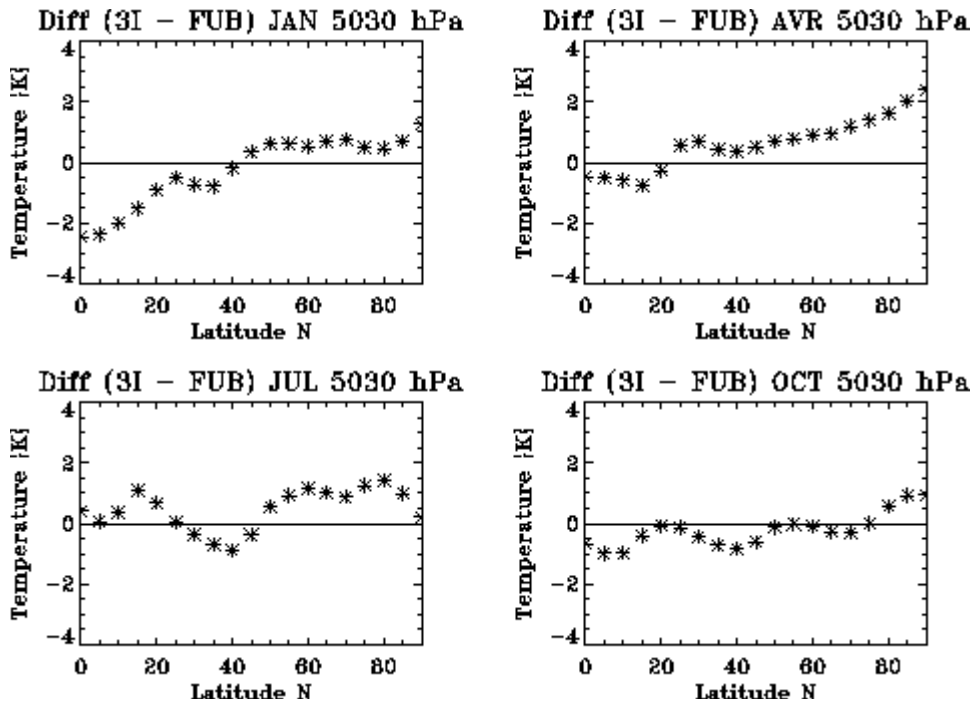 Diff (3I – FUB) JAN 5030 hPa
4
2
0
–2
–4
Temperature [K]
0 20 40 60 80
Latitude N
Diff (3I – FUB) AVR 5030 hPa
4
2
0
–2
–4
Temperature [K]
0 20 40 60 80
Latitude N
Diff (3I – FUB) JUL 5030 hPa
4
2
0
–2
–4
Temperature [K]
0 20 40 60 80
Latitude N
Diff (3I – FUB) OCT 5030 hPa
4
2
0
–2
–4
Temperature [K]
0 20 40 60 80
Latitude N